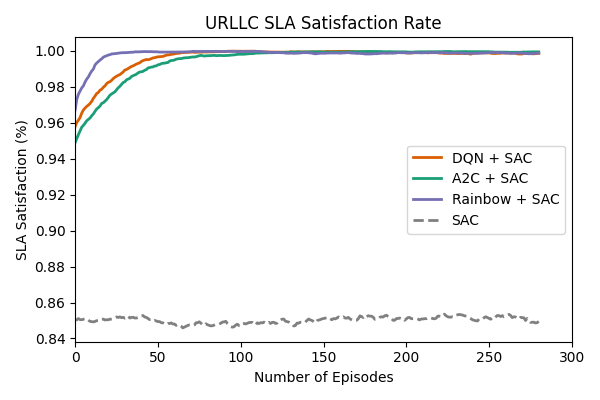 URLLC SLA Satisfaction Rate
1.00
0.98
0.96
0.94
0.92
0.90
0.88
0.86
0.84
SLA Satisfaction (%)
DQN + SAC
A2C + SAC
Rainbow + SAC
SAC
0 50 100 150 200 250 300
Number of Episodes